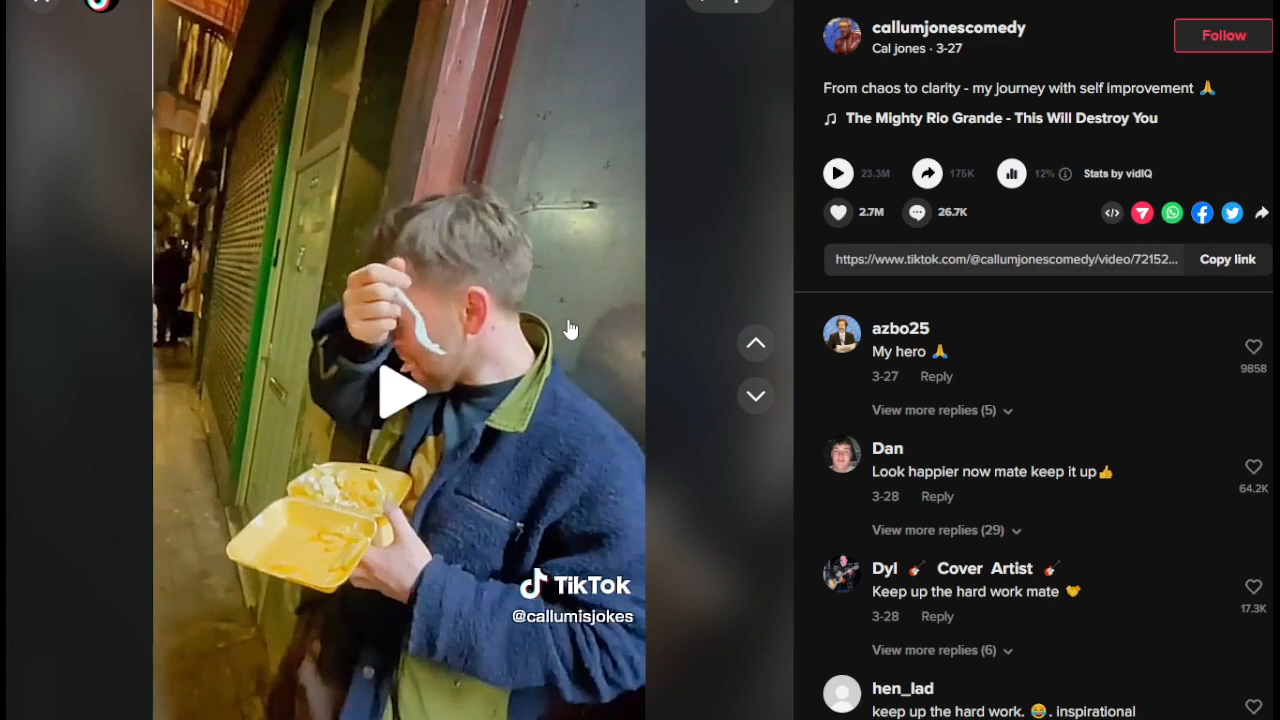 callumjonescomedy
Cal jones · 3-27
Follow
From chaos to clarity - my journey with self improvement 🙏
The Mighty Rio Grande - This Will Destroy You
23.3M
175K
12%
Stats by vidIQ
2.7M
26.7K
https://www.tiktok.com/@callumjonescomedy/video/72152...
Copy link
azbo25
My hero 🙏
3-27 Reply
9858
View more replies (5)
Dan
Look happier now mate keep it up👍
3-28 Reply
64.2K
View more replies (29)
Dyl 🎸 Cover Artist 🎸
Keep up the hard work mate 🧡
3-28 Reply
17.3K
View more replies (6)
hen_lad
keep up the hard work. 😂. inspirational
TikTok
@callumisjokes